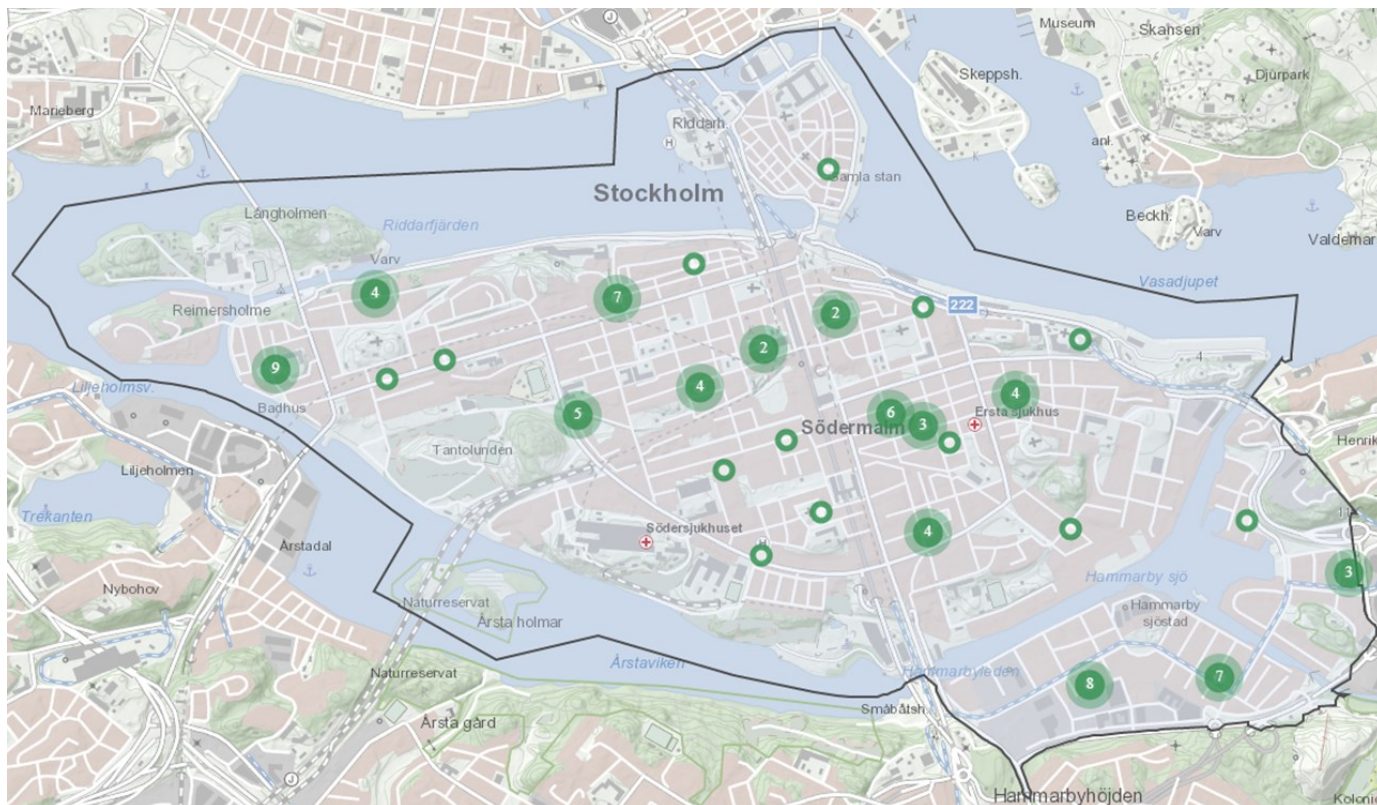 Museum
Skansen
J
Skeppsh.
Djurpark
Marieberg
Riddarh.
H
anl.
Gamla stan
Stockholm
Långholmen
Riddarfjärden
Beckh.
Varv
Valdemar
Varv
Vasadjupet
4
7
Reimersholme
222
2
2
4
9
4
4
Liljeholmsv.
Badhus
5
6
3
Ersta sjukhus
Södermalm
Henrik
Tantolunden
Liljeholmen
Trekanten
Södersjukhuset
4
H
Årstadal
11
3
Nybohov
Naturreservat
Årsta holmar
Hammarby sjö
Hammarby
sjöstad
Årstaviken
Naturreservat
Hammarbyleden
8
7
Årsta gård
Småbåtsh.
J
Hammarbyhöjden
Kolonio